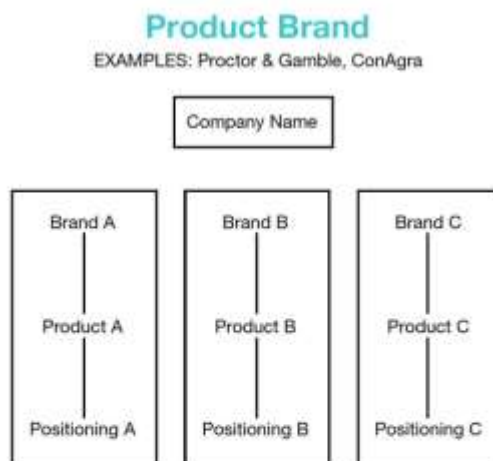 Product Brand
EXAMPLES: Proctor & Gamble, ConAgra
Company Name
Brand A
Brand B
Brand C
Product A
Product B
Product C
Positioning A
Positioning B
Positioning C